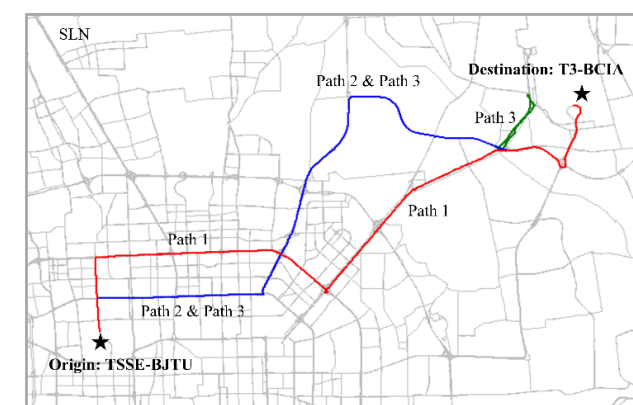 SLN
Path 2 & Path 3
Destination: T3-BCIA
Path 3
Path 1
Path 1
Path 2 & Path 3
Origin: TSSE-BJTU